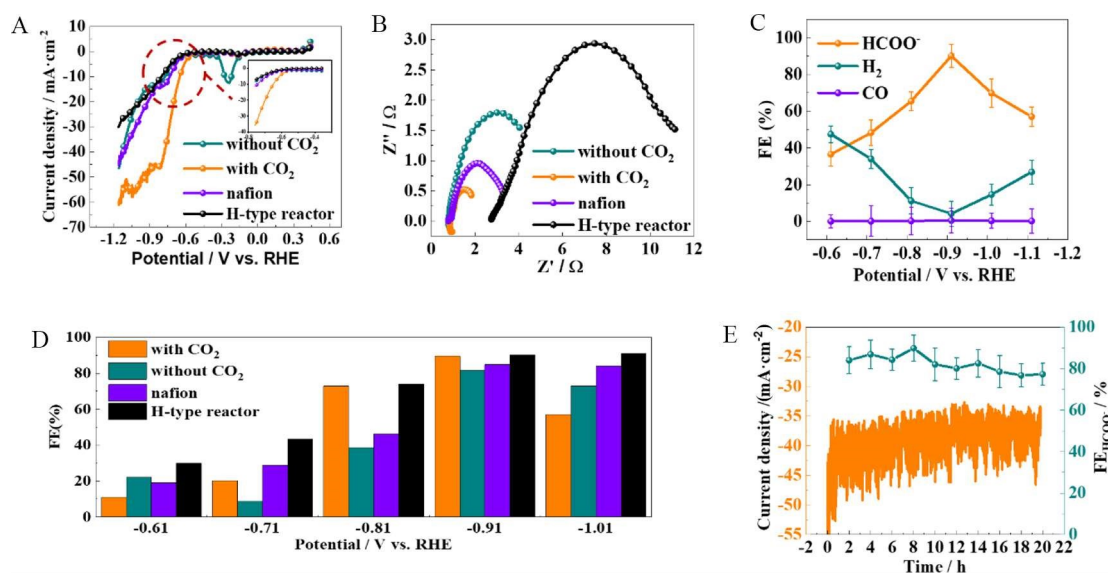 A
10
0
-10
-20
-30
-40
-50
-60
-70
-1.2
-0.9
-0.6
-0.3
0.0
0.3
0.6
Current density / mA·cm-2
Potential / V vs. RHE
without CO2
with CO2
nafion
H-type reactor
B
3.0
2.5
2.0
1.5
1.0
0.5
0.0
0
2
4
6
8
10
12
Z'' / Ω
Z' / Ω
without CO2
with CO2
nafion
H-type reactor
C
100
80
60
40
20
0
-0.6
-0.7
-0.8
-0.9
-1.0
-1.1
-1.2
FE (%)
Potential / V vs. RHE
HCOO-
H2
CO
D
100
80
60
40
20
0
-0.61
-0.71
-0.81
-0.91
-1.01
FE(%)
Potential / V vs. RHE
with CO2
without CO2
nafion
H-type reactor
E
-20
-25
-30
-35
-40
-45
-50
-55
-2 0 2 4 6 8 10 12 14 16 18 20 22
100
80
60
40
20
0
Current density /(mA·cm-2)
Time / h
FEHCOO- / %